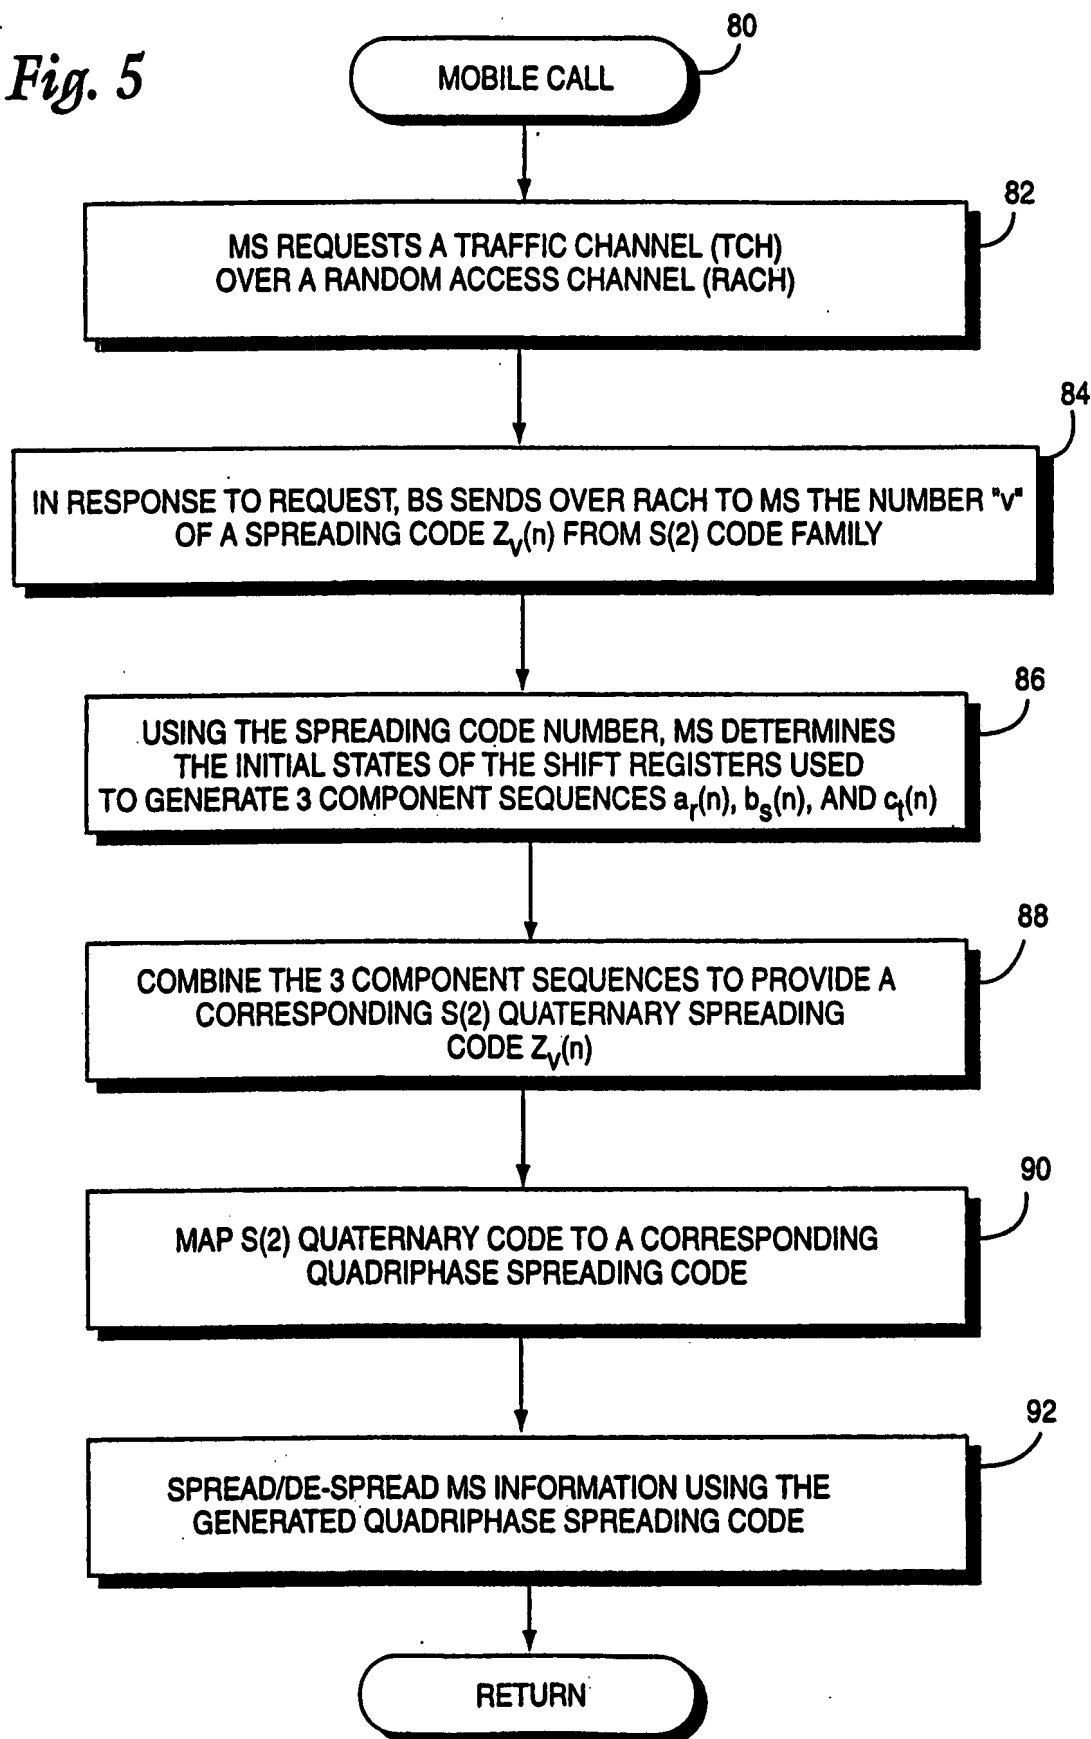 Fig. 5
80
MOBILE CALL
82
MS REQUESTS A TRAFFIC CHANNEL (TCH)
OVER A RANDOM ACCESS CHANNEL (RACH)
84
IN RESPONSE TO REQUEST, BS SENDS OVER RACH TO MS THE NUMBER "v"
OF A SPREADING CODE Zv(n) FROM S(2) CODE FAMILY
86
USING THE SPREADING CODE NUMBER, MS DETERMINES
THE INITIAL STATES OF THE SHIFT REGISTERS USED
TO GENERATE 3 COMPONENT SEQUENCES ar(n), bs(n), AND ct(n)
88
COMBINE THE 3 COMPONENT SEQUENCES TO PROVIDE A
CORRESPONDING S(2) QUATERNARY SPREADING
CODE Zv(n)
90
MAP S(2) QUATERNARY CODE TO A CORRESPONDING
QUADRIPHASE SPREADING CODE
92
SPREAD/DE-SPREAD MS INFORMATION USING THE
GENERATED QUADRIPHASE SPREADING CODE
RETURN